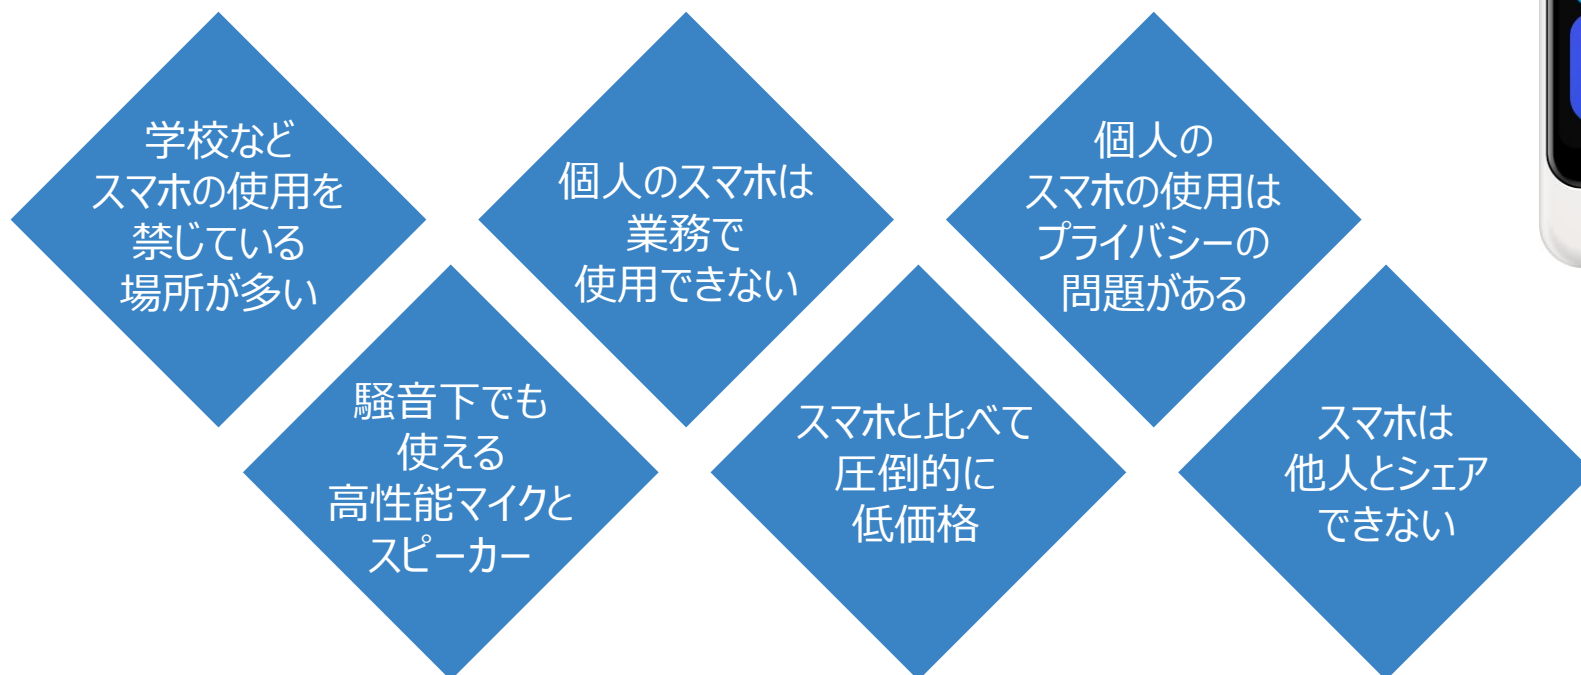 学校など
スマホの使用を
禁じている
場所が多い
個人のスマホは
業務で
使用できない
個人の
スマホの使用は
プライバシーの
問題がある
騒音下でも
使える
高性能マイクと
スピーカー
スマホと比べて
圧倒的に
低価格
スマホは
他人とシェア
できない